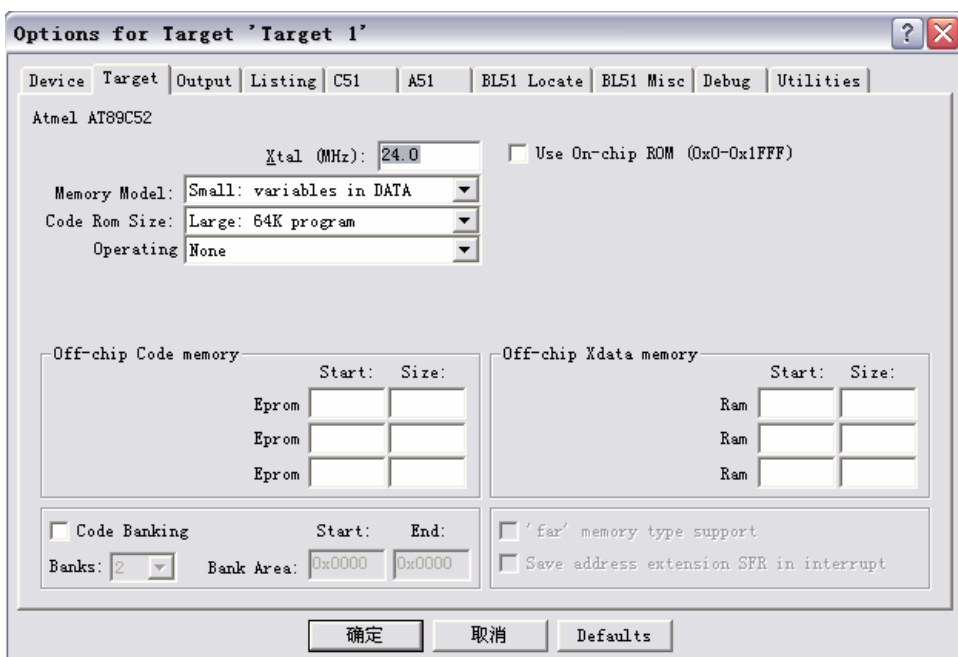 Options for Target 'Target 1'
Device Target Output Listing C51 A51 BL51 Locate BL51 Misc Debug Utilities
Atmel AT89C52
Xtal (MHz): 24.0 Use On-chip ROM (0x0-0x1FFF)
Memory Model: Small: variables in DATA
Code Rom Size: Large: 64K program
Operating None
Off-chip Code memory Off-chip Xdata memory
Start: Size: Start: Size:
Eprom Ram
Eprom Ram
Eprom Ram
Code Banking Start: End: 'far' memory type support
Banks: 2 Bank Area: 0x0000 0x0000 Save address extension SFR in interrupt
确定 取消 Defaults